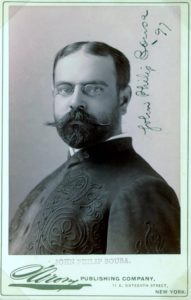 John Philip Sousa
'97
JOHN PHILIP SOUSA.
PUBLISHING COMPANY,
11 E. SIXTEENTH STREET,
NEW YORK.